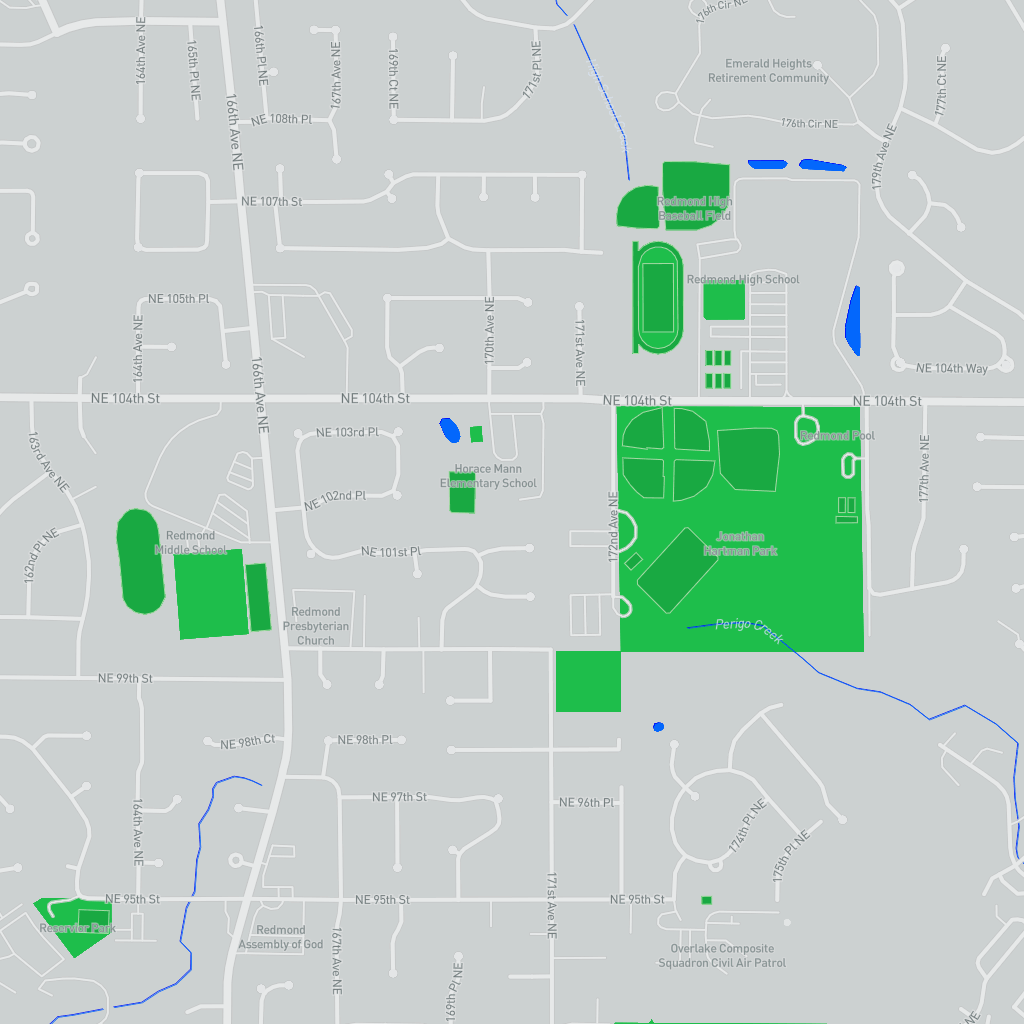 176th Cir NE
164th Ave NE
165th Pl NE
166th Pl NE
167th Ave NE
169th Ct NE
171st Pl NE
Emerald Heights
Retirement Community
177th Ct NE
166th Ave NE
NE 108th Pl
176th Cir NE
179th Ave NE
NE 107th St
Redmond High
Baseball Field
Redmond High School
NE 105th Pl
164th Ave NE
170th Ave NE
171st Ave NE
166th Ave NE
NE 104th Way
NE 104th St
NE 104th St
NE 104th St
NE 104th St
NE 103rd Pl
Redmond Pool
163rd Ave NE
Horace Mann
Elementary School
177th Ave NE
NE 102nd Pl
172nd Ave NE
162nd Pl NE
Redmond
Middle School
NE 101st Pl
Jonathan
Hartman Park
Redmond
Presbyterian
Church
Perigo Creek
NE 99th St
NE 98th Ct
NE 98th Pl
NE 97th St
NE 96th Pl
164th Ave NE
174th Pl NE
175th Pl NE
NE 95th St
NE 95th St
NE 95th St
171st Ave NE
Reservior Park
Redmond
Assembly of God
167th Ave NE
169th Pl NE
Overlake Composite
Squadron Civil Air Patrol
NE